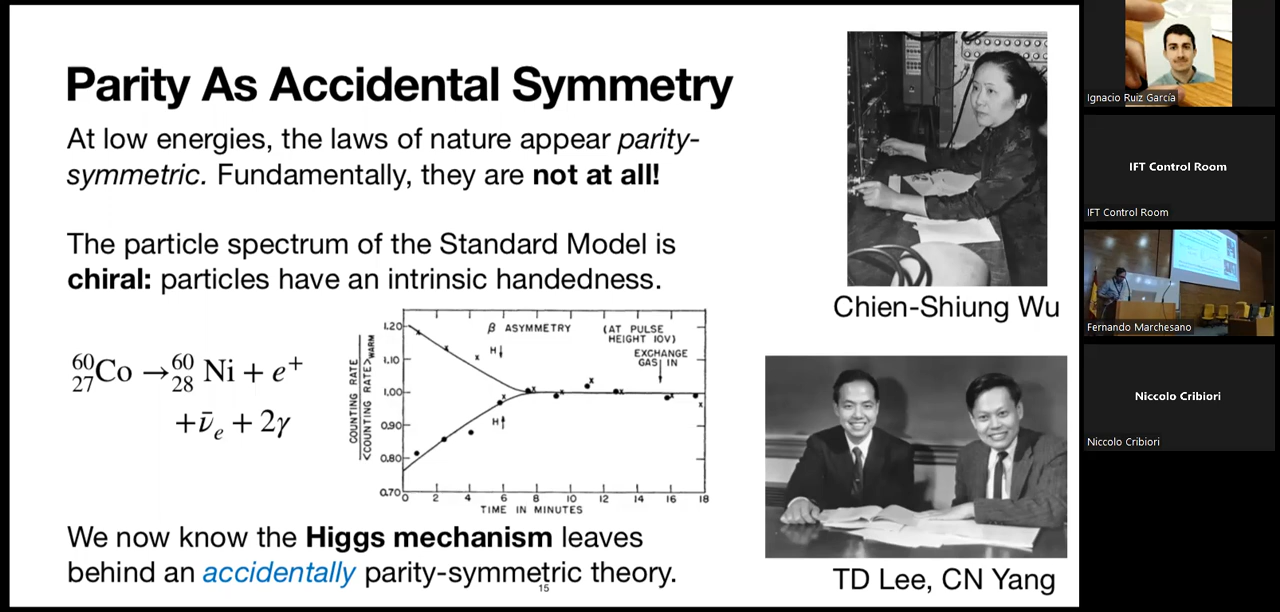 Parity As Accidental Symmetry
At low energies, the laws of nature appear parity-
symmetric. Fundamentally, they are not at all!
The particle spectrum of the Standard Model is
chiral: particles have an intrinsic handedness.
⁶⁰₂₇Co → ⁶⁰₂₈Ni + e⁺
+ν̄ₑ + 2γ
COUNTING RATE
<COUNTING RATE>WARM
β ASYMMETRY
(AT PULSE
HEIGHT 10V)
EXCHANGE
GAS IN
H↓
H↑
1.20
1.10
1.00
0.90
0.80
0.70
0 2 4 6 8 10 12 14 16 18
TIME IN MINUTES
We now know the Higgs mechanism leaves
behind an accidentally parity-symmetric theory.
15
Chien-Shiung Wu
TD Lee, CN Yang
Ignacio Ruiz García
IFT Control Room
IFT Control Room
Fernando Marchesano
Niccolo Cribiori
Niccolo Cribiori